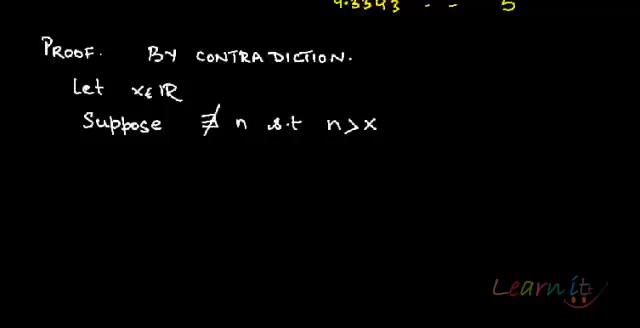 4.3343 - - 5
PROOF. BY CONTRADICTION.
Let x∈ℝ
Suppose ∄ n s.t n>x
Learnit